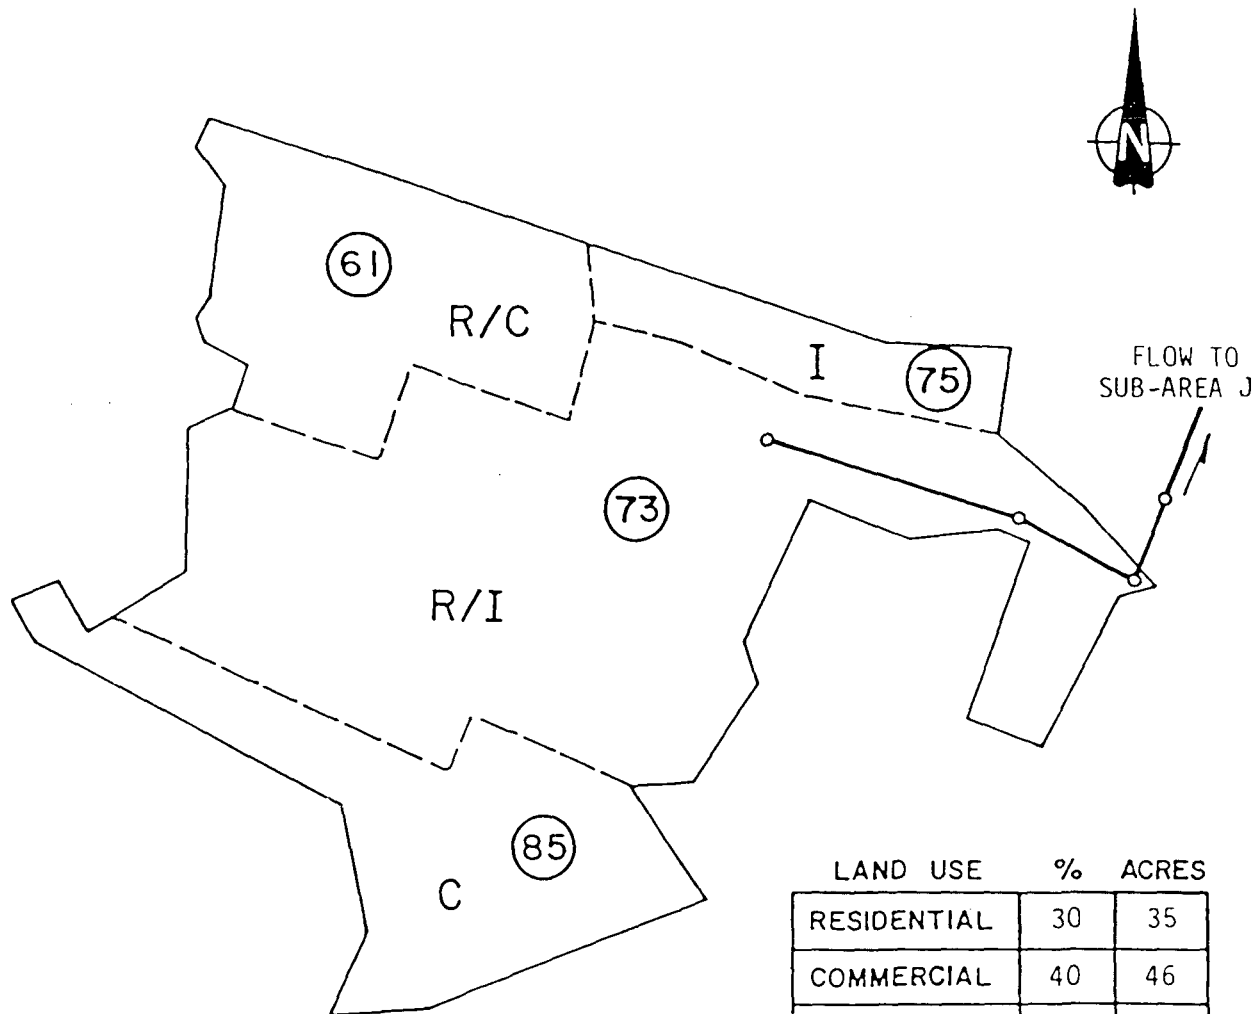 N
61
R/C
I
75
FLOW TO
SUB-AREA J
73
R/I
85
C
LAND USE % ACRES
RESIDENTIAL 30 35
COMMERCIAL 40 46